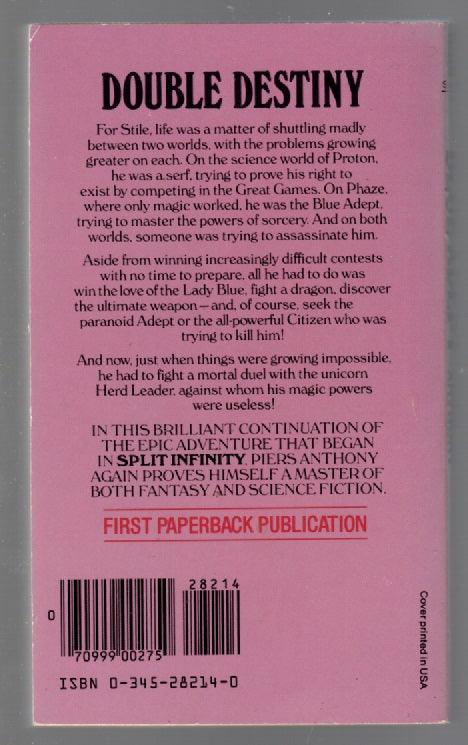 DOUBLE DESTINY
For Stile, life was a matter of shuttling madly
between two worlds, with the problems growing
greater on each. On the science world of Proton,
he was a serf, trying to prove his right to
exist by competing in the Great Games. On Phaze,
where only magic worked, he was the Blue Adept,
trying to master the powers of sorcery. And on both
worlds, someone was trying to assassinate him.
Aside from winning increasingly difficult contests
with no time to prepare, all he had to do was
win the love of the Lady Blue, fight a dragon, discover
the ultimate weapon—and, of course, seek the
paranoid Adept or the all-powerful Citizen who was
trying to kill him!
And now, just when things were growing impossible,
he had to fight a mortal duel with the unicorn
Herd Leader, against whom his magic powers
were useless!
IN THIS BRILLIANT CONTINUATION OF
THE EPIC ADVENTURE THAT BEGAN
IN SPLIT INFINITY, PIERS ANTHONY
AGAIN PROVES HIMSELF A MASTER OF
BOTH FANTASY AND SCIENCE FICTION.
FIRST PAPERBACK PUBLICATION
28214
0
70999 00275
ISBN 0-345-28214-0
Cover printed in USA